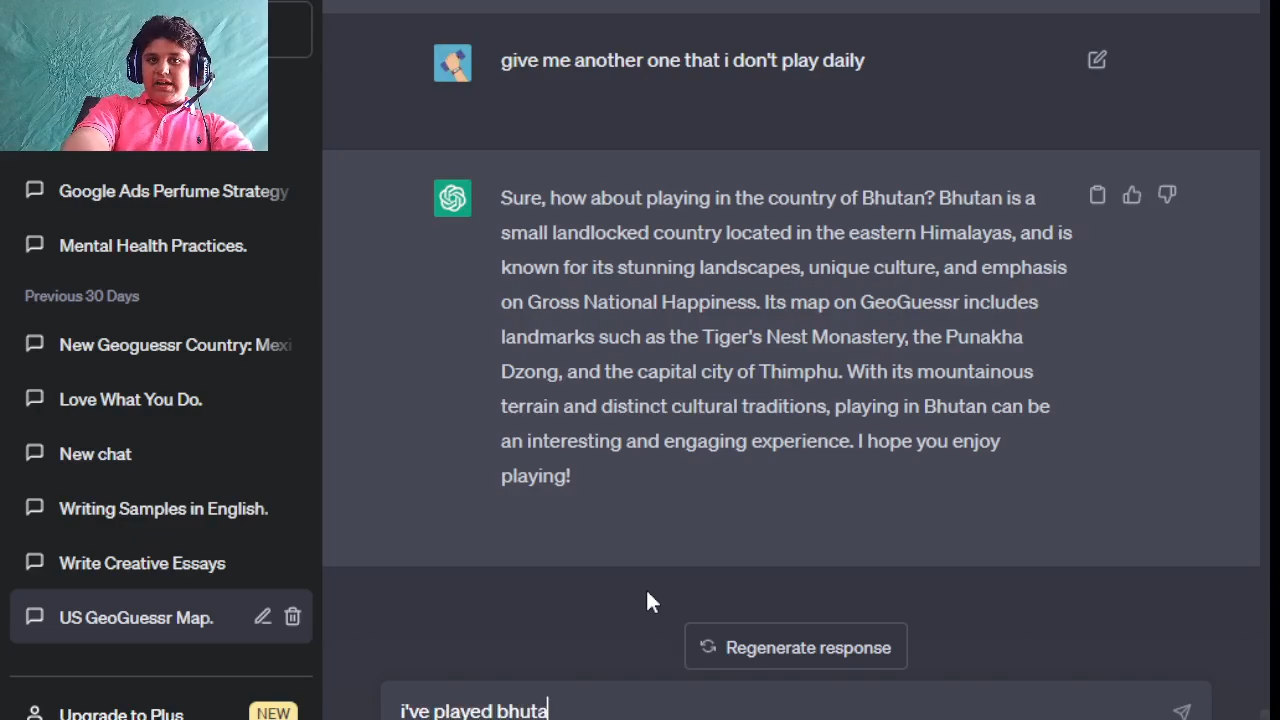 give me another one that i don't play daily
Sure, how about playing in the country of Bhutan? Bhutan is a
small landlocked country located in the eastern Himalayas, and is
known for its stunning landscapes, unique culture, and emphasis
on Gross National Happiness. Its map on GeoGuessr includes
landmarks such as the Tiger's Nest Monastery, the Punakha
Dzong, and the capital city of Thimphu. With its mountainous
terrain and distinct cultural traditions, playing in Bhutan can be
an interesting and engaging experience. I hope you enjoy
playing!
Google Ads Perfume Strategy
Mental Health Practices.
Previous 30 Days
New Geoguessr Country: Mexi
Love What You Do.
New chat
Writing Samples in English.
Write Creative Essays
US GeoGuessr Map.
Upgrade to Plus NEW
Regenerate response
i've played bhuta